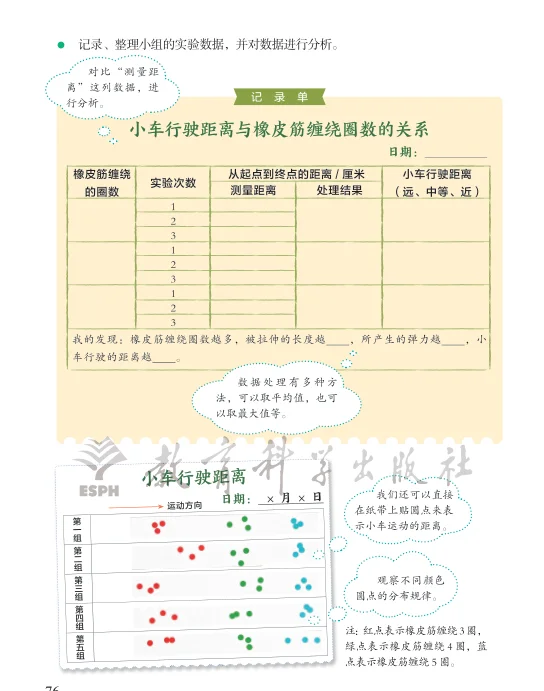 ● 记录、整理小组的实验数据，并对数据进行分析。
对比“测量距
离”这列数据，进
行分析。
记 录 单
小车行驶距离与橡皮筋缠绕圈数的关系
日期：__________
橡皮筋缠绕
的圈数
实验次数
从起点到终点的距离 / 厘米
测量距离
处理结果
小车行驶距离
（远、中等、近）
1
2
3
1
2
3
1
2
3
我的发现：橡皮筋缠绕圈数越多，被拉伸的长度越____，所产生的弹力越____，小
车行驶的距离越____。
数据处理有多种方
法，可以取平均值，也可
以取最大值等。
ESPH 教育科学出版社
小车行驶距离
日期： × 月 × 日
运动方向
第一组
第二组
第三组
第四组
第五组
我们还可以直接
在纸带上贴圆点来表
示小车运动的距离。
观察不同颜色
圆点的分布规律。
注：红点表示橡皮筋缠绕 3 圈，
绿点表示橡皮筋缠绕 4 圈，蓝
点表示橡皮筋缠绕 5 圈。
76